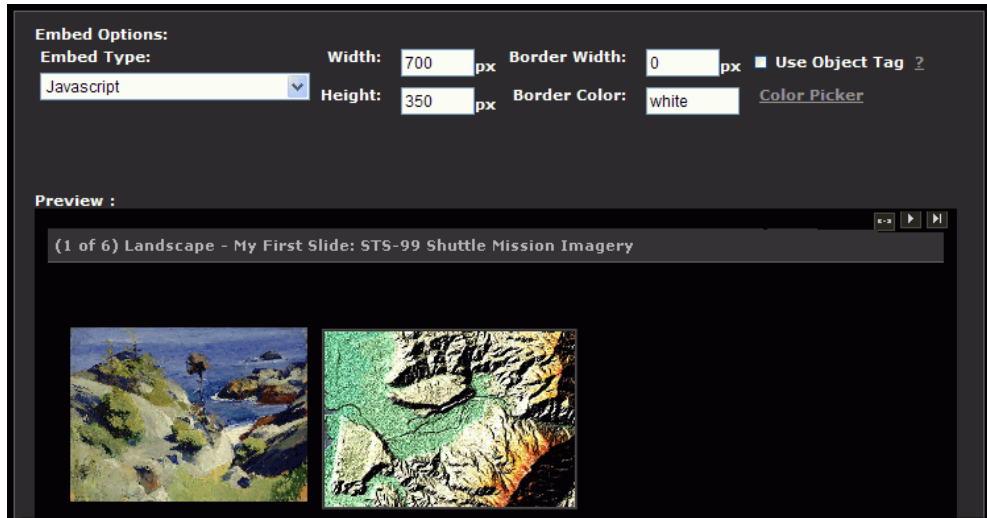 Embed Options:
Embed Type:
Width:
700
px
Border Width:
0
px
Use Object Tag ?
Javascript
Height:
350
px
Border Color:
white
Color Picker
Preview :
(1 of 6) Landscape - My First Slide: STS-99 Shuttle Mission Imagery